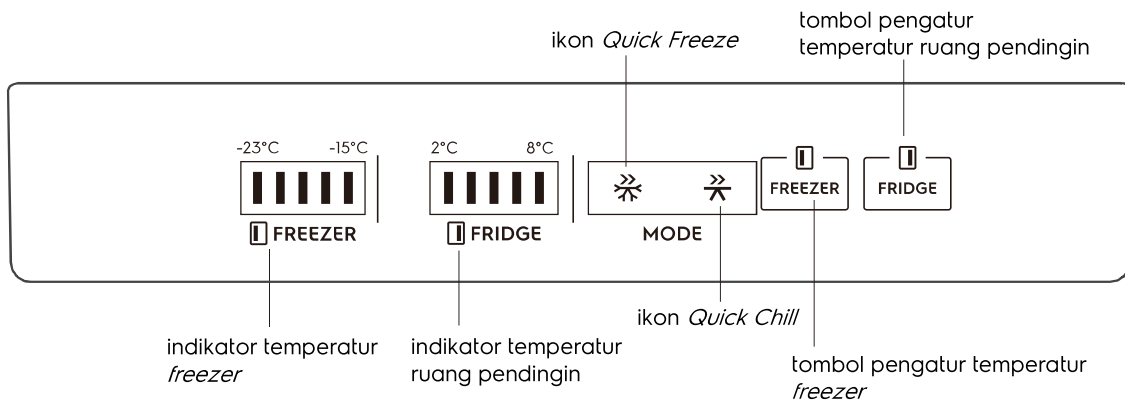 tombol pengatur
temperatur ruang pendingin
ikon Quick Freeze
-23°C -15°C 2°C 8°C
FREEZER FRIDGE
FREEZER FRIDGE MODE
ikon Quick Chill
indikator temperatur
freezer
indikator temperatur
ruang pendingin
tombol pengatur temperatur
freezer